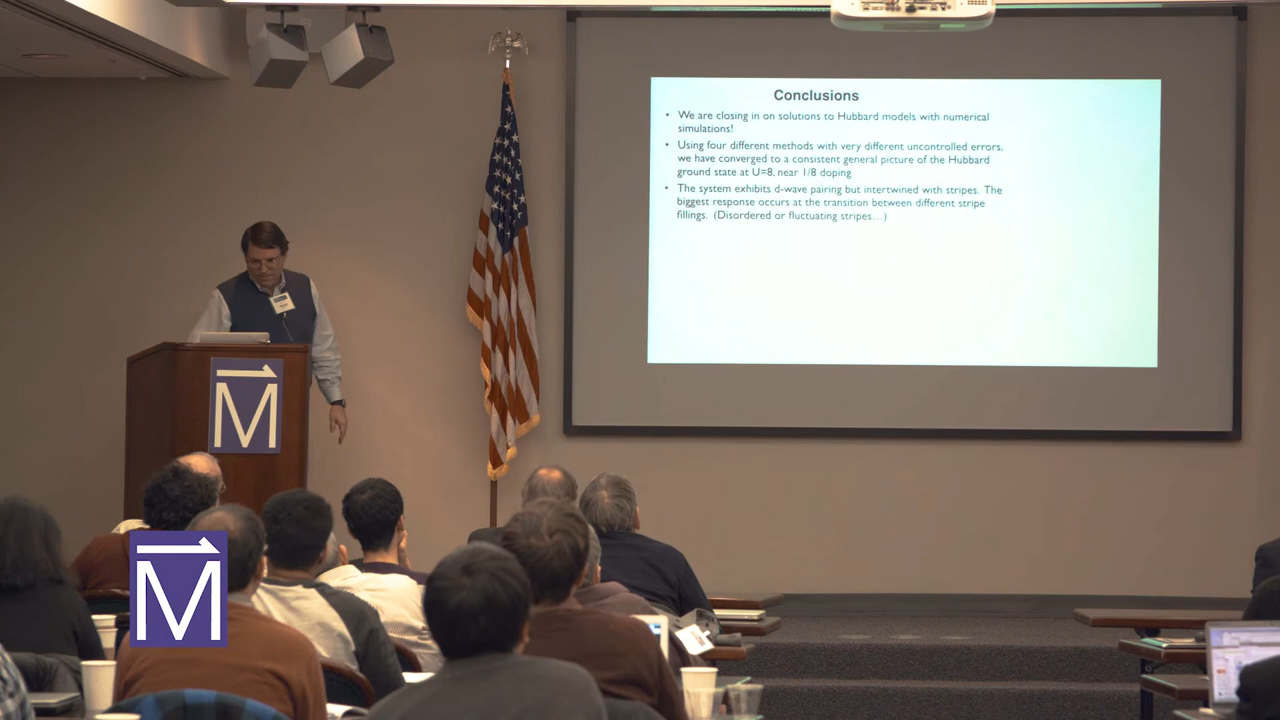 Conclusions
• We are closing in on solutions to Hubbard models with numerical
simulations!
• Using four different methods with very different uncontrolled errors,
we have converged to a consistent general picture of the Hubbard
ground state at U=8, near 1/8 doping
• The system exhibits d-wave pairing but intertwined with stripes. The
biggest response occurs at the transition between different stripe
fillings. (Disordered or fluctuating stripes...)
M
M